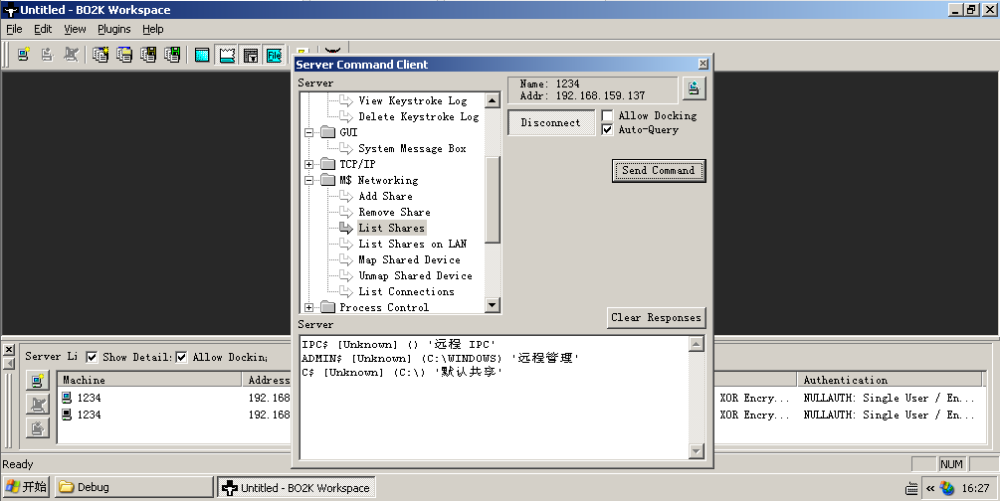 Untitled - BO2K Workspace
File Edit View Plugins Help
Server Command Client
Server
View Keystroke Log
Delete Keystroke Log
GUI
System Message Box
TCP/IP
M$ Networking
Add Share
Remove Share
List Shares
List Shares on LAN
Map Shared Device
Unmap Shared Device
List Connections
Process Control
Name: 1234
Addr: 192.168.159.137
Disconnect
Allow Docking
Auto-Query
Send Command
Clear Responses
Server
IPC$ [Unknown] () '远程 IPC'
ADMIN$ [Unknown] (C:\WINDOWS) '远程管理'
C$ [Unknown] (C:\) '默认共享'
Server Li Show Detail: Allow Dockin;
Machine Address Authentication
1234 192.168 XOR Encry... NULLAUTH: Single User / En...
1234 192.168 XOR Encry... NULLAUTH: Single User / En...
Ready NUM
开始 Debug Untitled - BO2K Workspace « 16:27